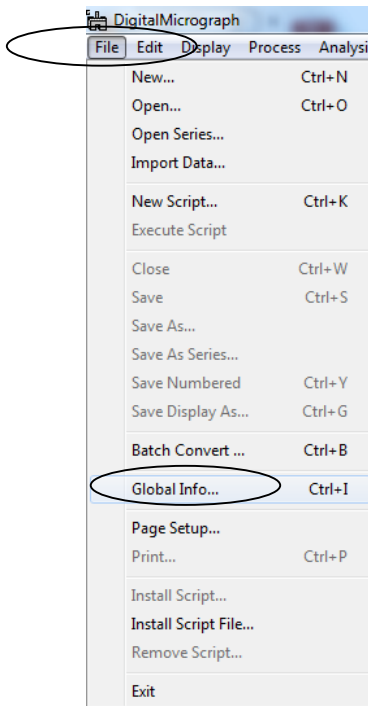 DigitalMicrograph
File Edit Display Process Analysi
New... Ctrl+N
Open... Ctrl+O
Open Series...
Import Data...
New Script... Ctrl+K
Execute Script
Close Ctrl+W
Save Ctrl+S
Save As...
Save As Series...
Save Numbered Ctrl+Y
Save Display As... Ctrl+G
Batch Convert ... Ctrl+B
Global Info... Ctrl+I
Page Setup...
Print... Ctrl+P
Install Script...
Install Script File...
Remove Script...
Exit